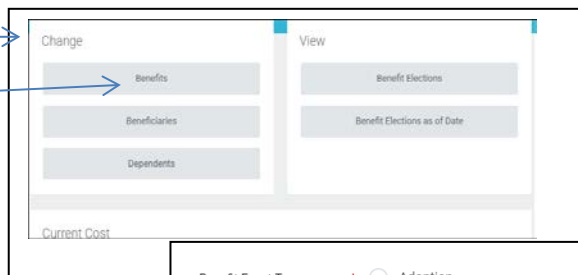 Change
View
Benefits
Benefit Elections
Beneficiaries
Benefit Elections as of Date
Dependents
Current Cost
Adoption